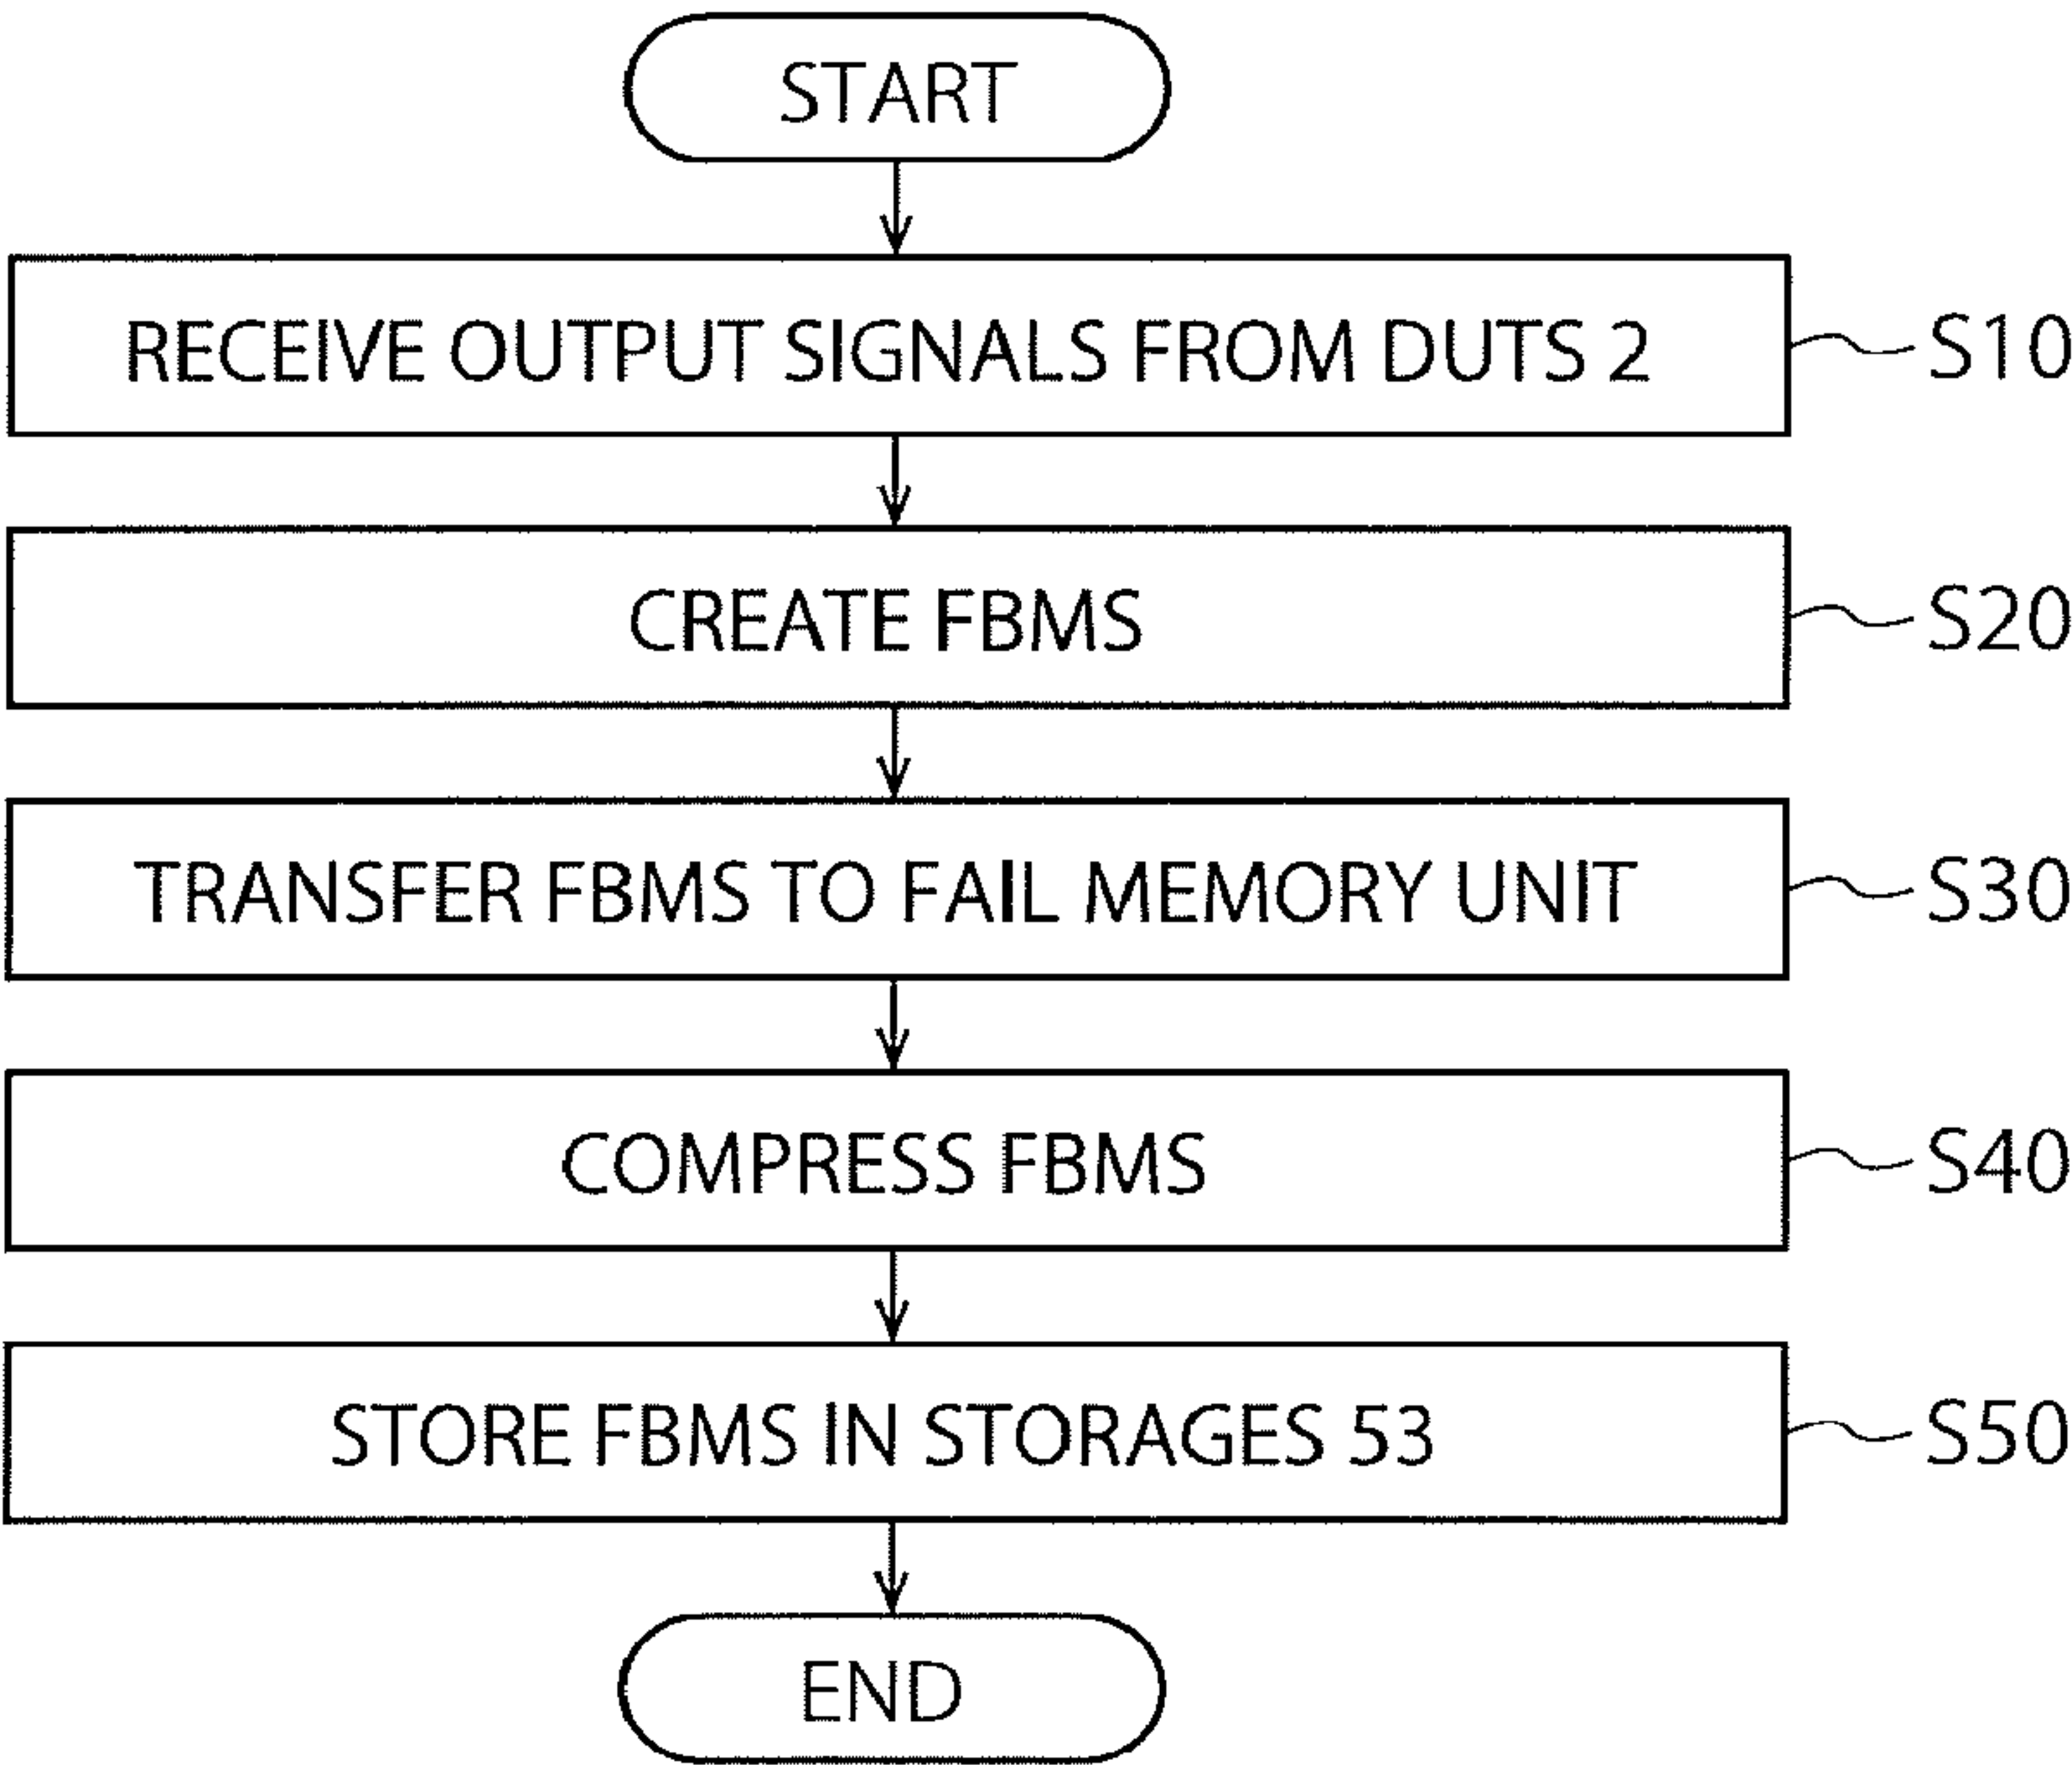 START
RECEIVE OUTPUT SIGNALS FROM DUTS 2
S10
CREATE FBMS
S20
TRANSFER FBMS TO FAIL MEMORY UNIT
S30
COMPRESS FBMS
S40
STORE FBMS IN STORAGES 53
S50
END